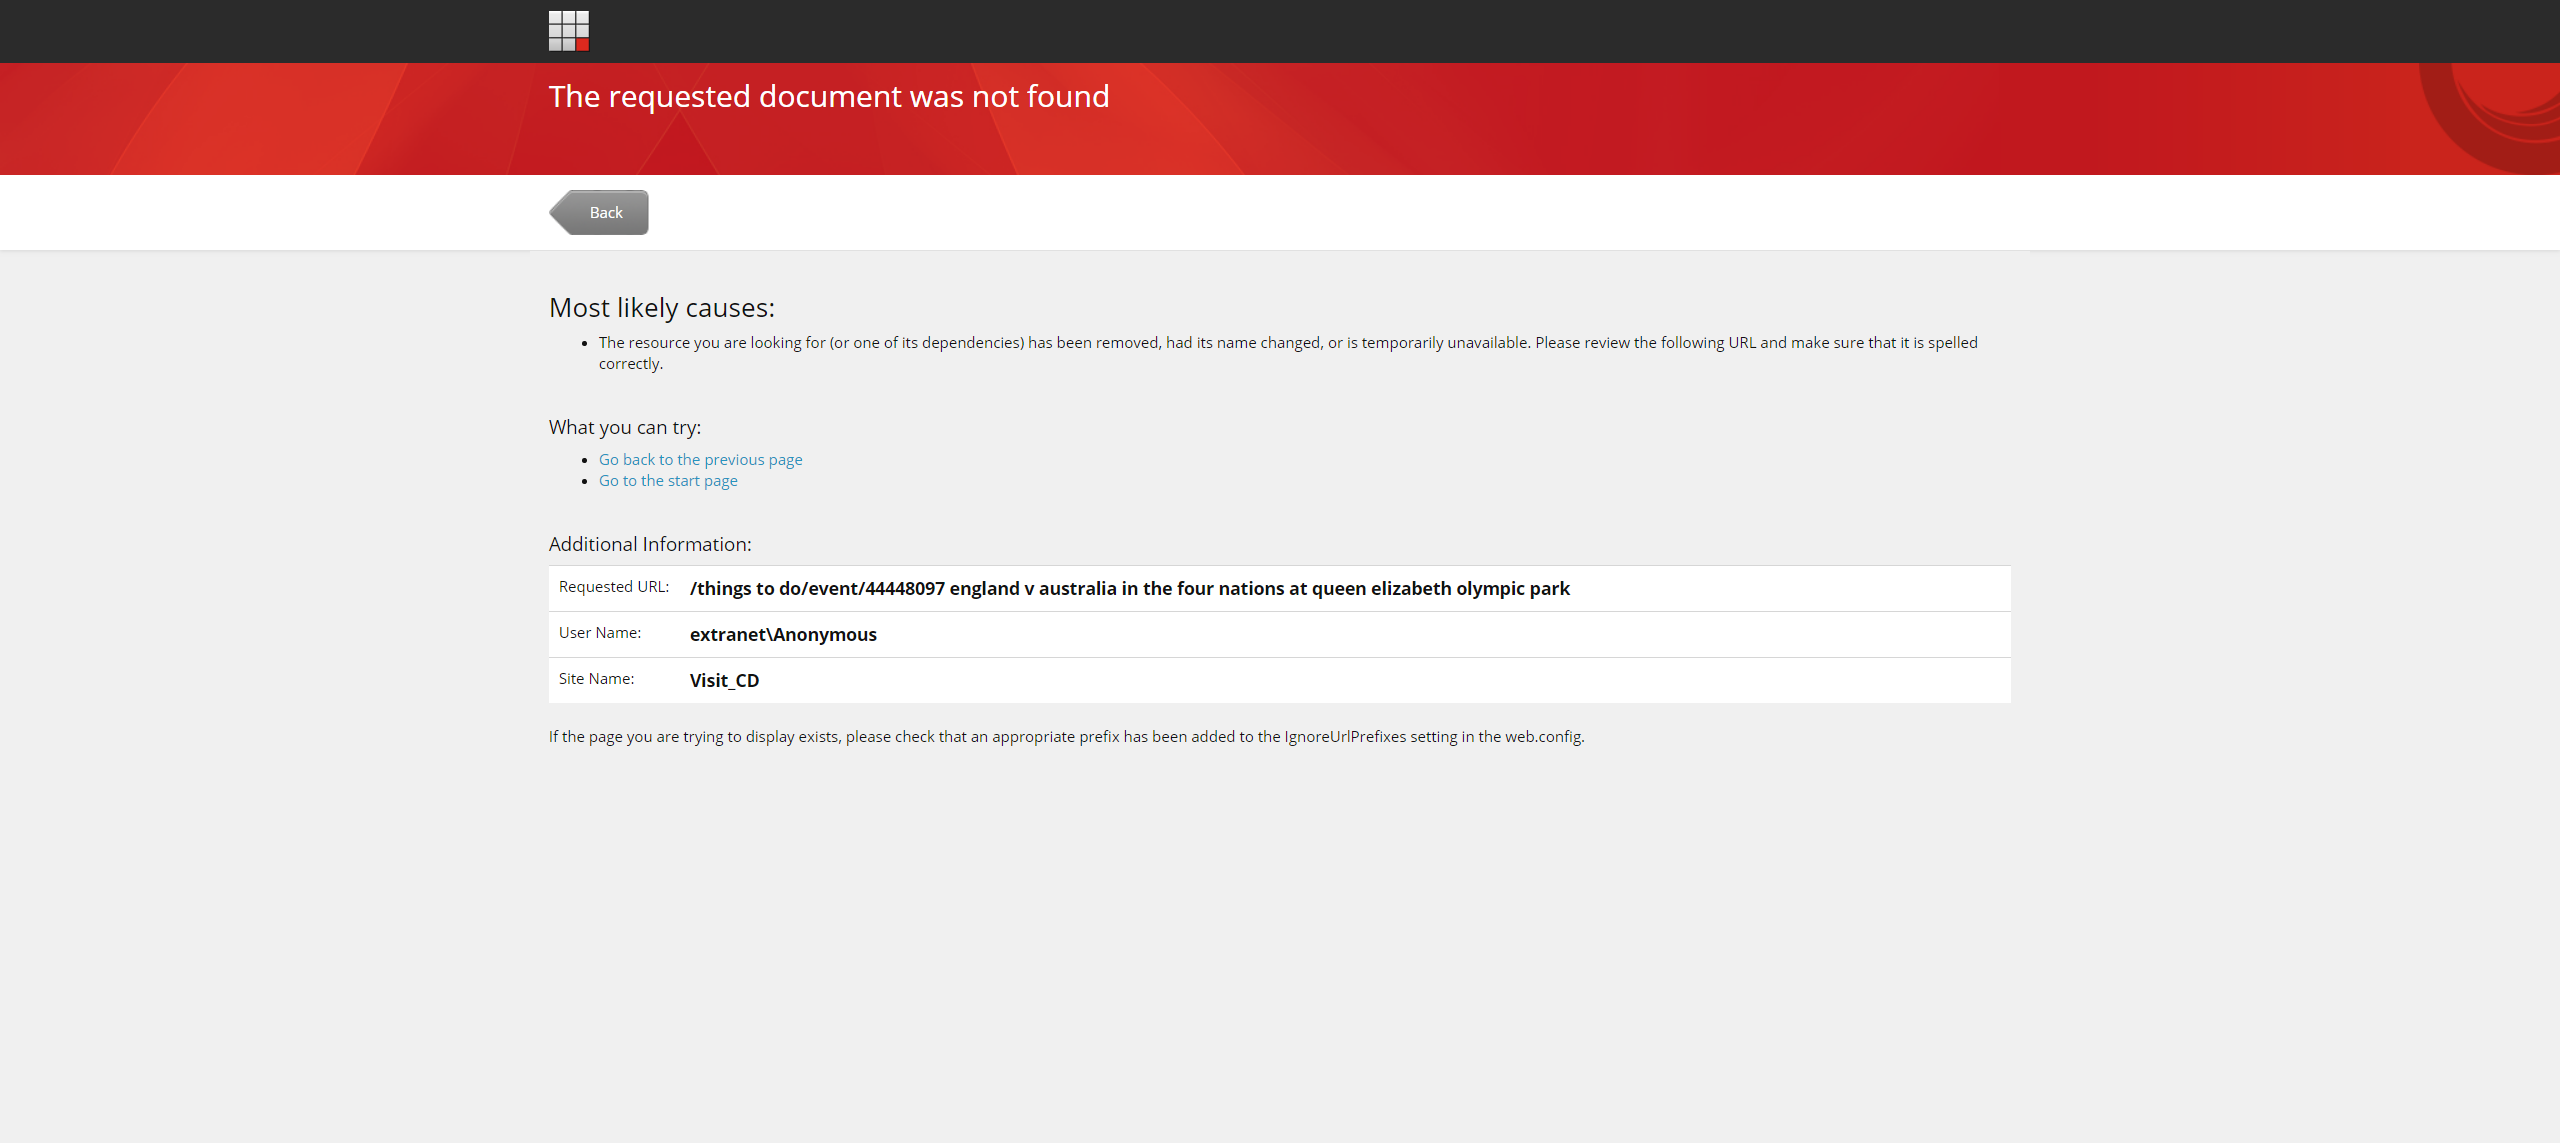 The requested document was not found
Back
Most likely causes:
The resource you are looking for (or one of its dependencies) has been removed, had its name changed, or is temporarily unavailable. Please review the following URL and make sure that it is spelled
correctly.
What you can try:
Go back to the previous page
Go to the start page
Additional Information:
Requested URL: /things to do/event/44448097 england v australia in the four nations at queen elizabeth olympic park
User Name: extranet\Anonymous
Site Name: Visit_CD
If the page you are trying to display exists, please check that an appropriate prefix has been added to the IgnoreUrlPrefixes setting in the web.config.